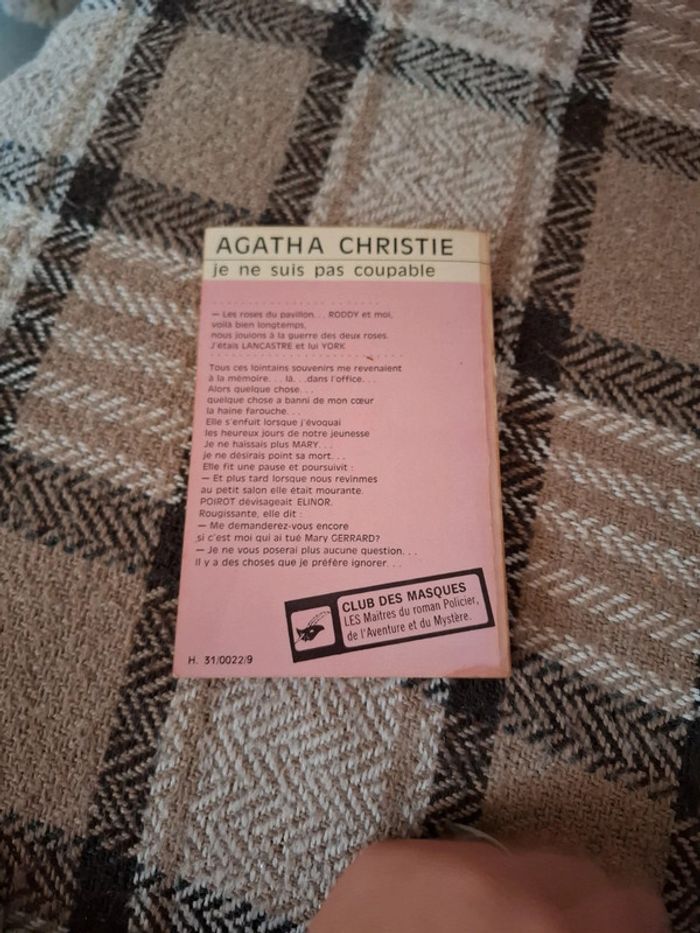 AGATHA CHRISTIE
je ne suis pas coupable
. . . . . . . . . . . . . . . . . . . . . . . .
— Les roses du pavillon. . . RODDY et moi,
voilà bien longtemps,
nous jouions à la guerre des deux roses.
J'étais LANCASTRE et lui YORK.
. . . . . . . . . . . . . . . . . . . . . . . . . . .
Tous ces lointains souvenirs me revenaient
à la mémoire. . . là. . .dans l'office. . .
Alors quelque chose. . .
quelque chose a banni de mon cœur
la haine farouche. . .
Elle s'enfuit lorsque j'évoquai
les heureux jours de notre jeunesse
Je ne haïssais plus MARY. . .
je ne désirais point sa mort. . .
Elle fit une pause et poursuivit :
— Et plus tard lorsque nous revinmes
au petit salon elle était mourante.
POIROT dévisageait ELINOR.
Rougissante, elle dit :
— Me demanderez-vous encore
si c'est moi qui ai tué Mary GERRARD?
— Je ne vous poserai plus aucune question. . .
Il y a des choses que je préfère ignorer. . .
CLUB DES MASQUES
LES Maîtres du roman Policier,
de l'Aventure et du Mystère.
H. 31/0022/9